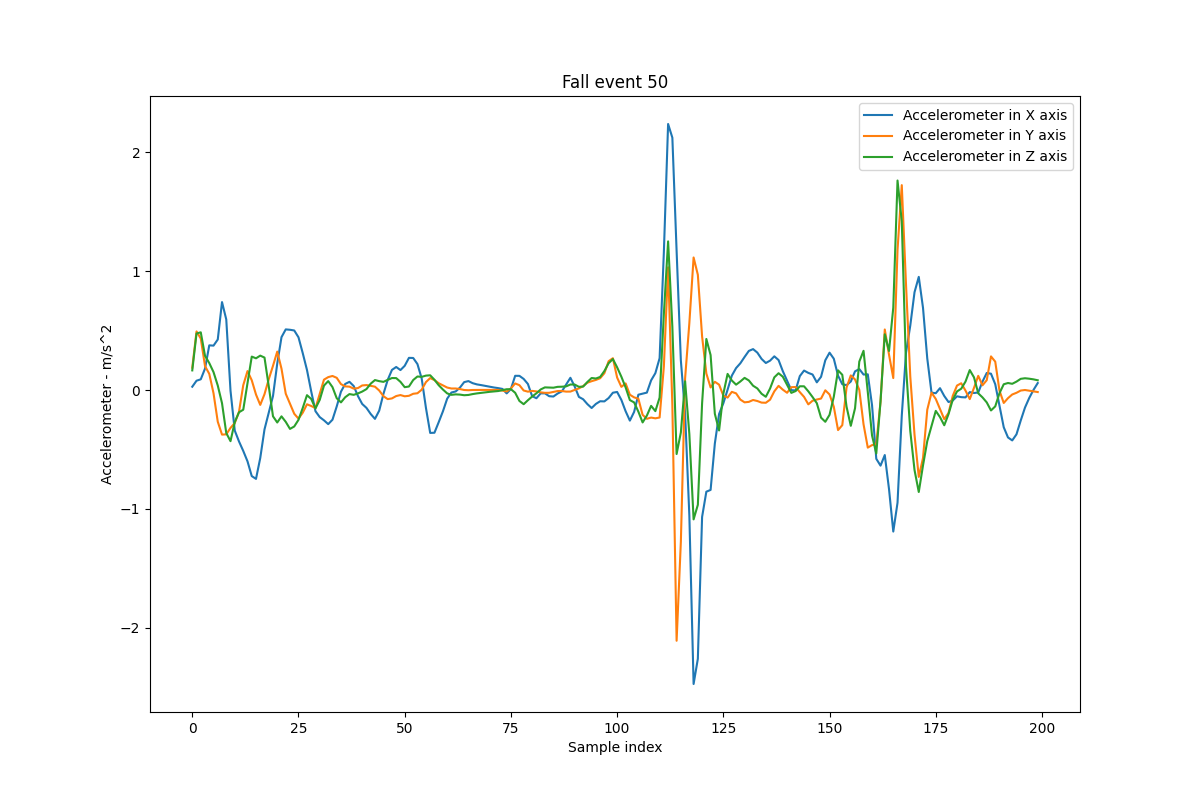 Fall event 50
Accelerometer in X axis
Accelerometer in Y axis
Accelerometer in Z axis
Accelerometer - m/s^2
2
1
0
−1
−2
0 25 50 75 100 125 150 175 200
Sample index